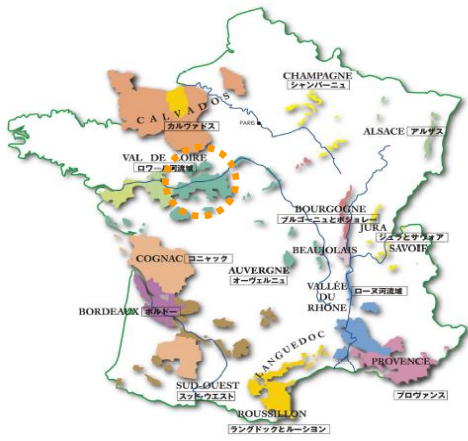 CHAMPAGNE
シャンパーニュ
CALVADOS
カルヴァドス
PARIS
ALSACE アルザス
VAL DE LOIRE
ロワール河流域
BOURGOGNE
ブルゴーニュとボジョレー
JURA
ジュラとサヴォア
SAVOIE
BEAUJOLAIS
COGNAC コニャック
AUVERGNE
オーヴェルニュ
VALLÉE
DU
RHÔNE
ローヌ河流域
BORDEAUX ボルドー
LANGUEDOC
PROVENCE
プロヴァンス
SUD-OUEST
スッド・ウエスト
ROUSSILLON
ラングドックとルーション